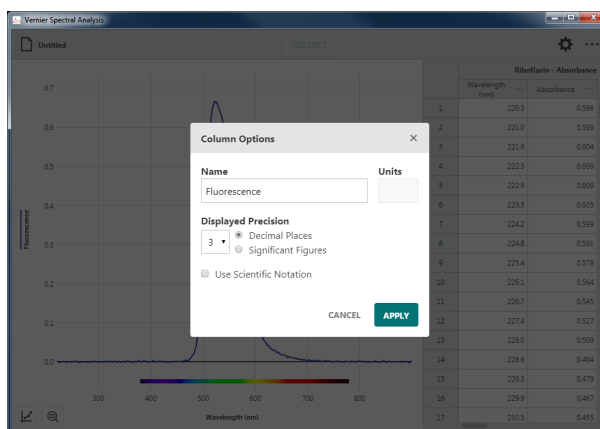 Vernier Spectral Analysis
Untitled
COLLECT
Riboflavin - Absorbance
Wavelength (nm)
Absorbance
1 220.3 0.596
2 221.0 0.599
3 221.6 0.604
4 222.3 0.609
5 222.9 0.609
6 223.5 0.605
7 224.2 0.599
8 224.8 0.591
9 225.4 0.579
10 226.1 0.564
11 226.7 0.545
12 227.4 0.527
13 228.0 0.509
14 228.6 0.494
15 229.3 0.479
16 229.9 0.467
17 230.5 0.455
0.7
0.6
0.5
0.4
0.3
0.2
0.1
0.0
Fluorescence
300 400 500 600 700 800
Wavelength (nm)
Column Options
Name Units
Fluorescence
Displayed Precision
3
Decimal Places
Significant Figures
Use Scientific Notation
CANCEL APPLY